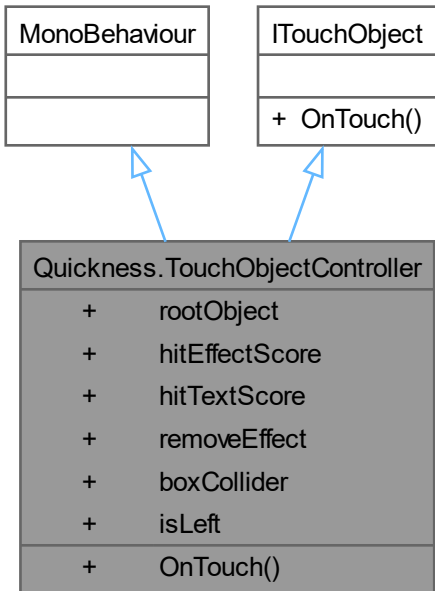 MonoBehaviour
ITouchObject
+ OnTouch()
Quickness.TouchObjectController
+ rootObject
+ hitEffectScore
+ hitTextScore
+ removeEffect
+ boxCollider
+ isLeft
+ OnTouch()